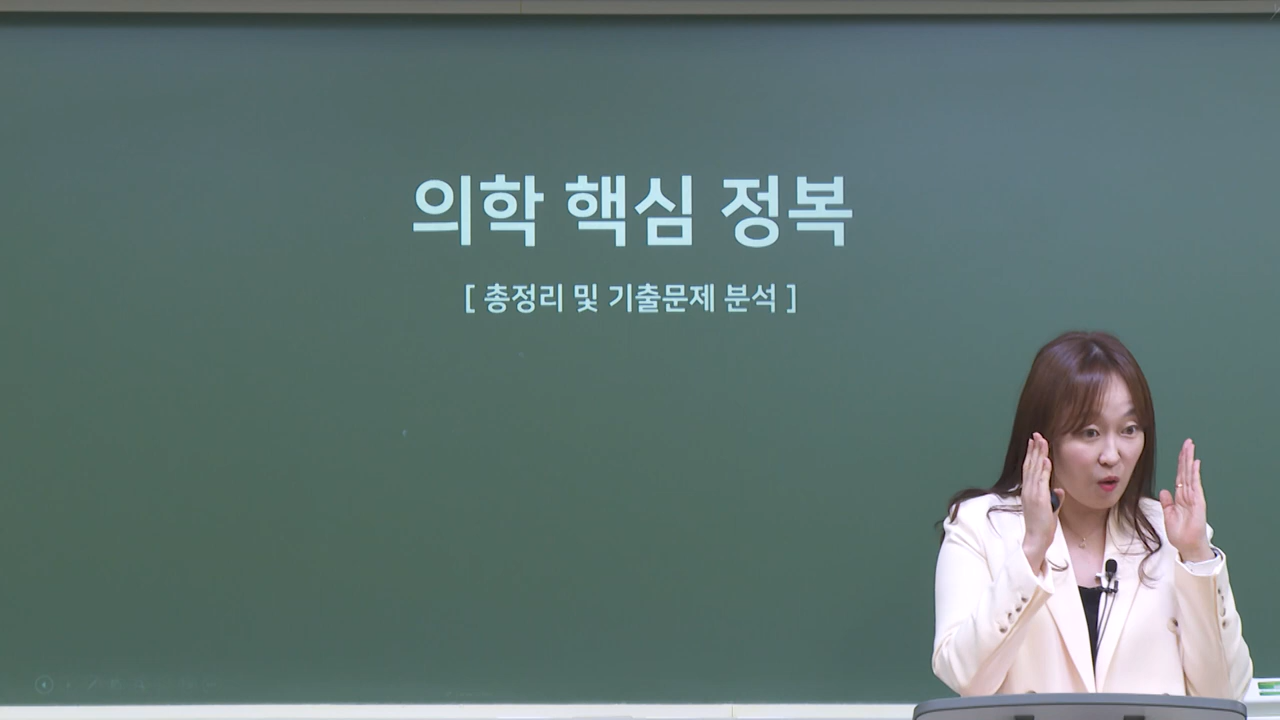 의학 핵심 정복
[ 총정리 및 기출문제 분석 ]